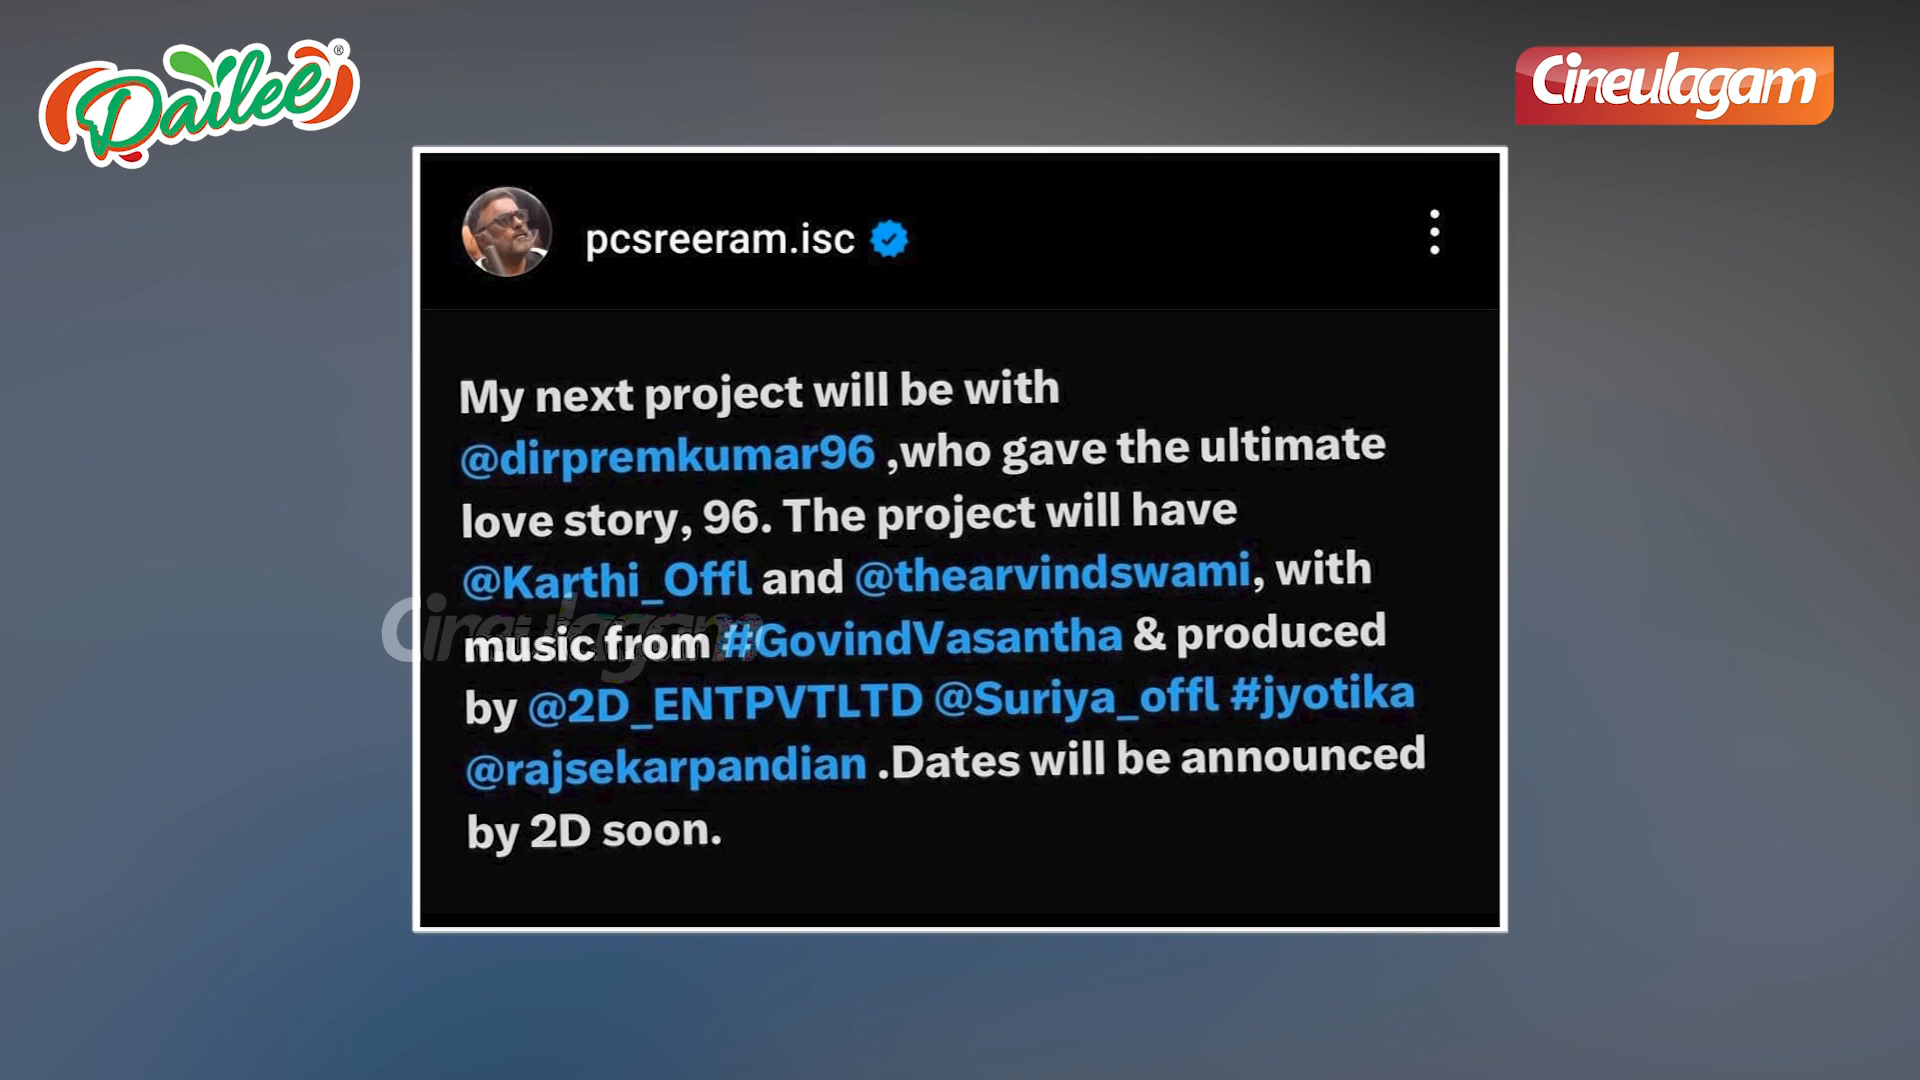 Dailee®
Cineulagam
pcsreeram.isc
My next project will be with
@dirpremkumar96 ,who gave the ultimate
love story, 96. The project will have
@Karthi_Offl and @thearvindswami, with
Cineulagam
music from #GovindVasantha & produced
by @2D_ENTPVTLTD @Suriya_offl #jyotika
@rajsekarpandian .Dates will be announced
by 2D soon.